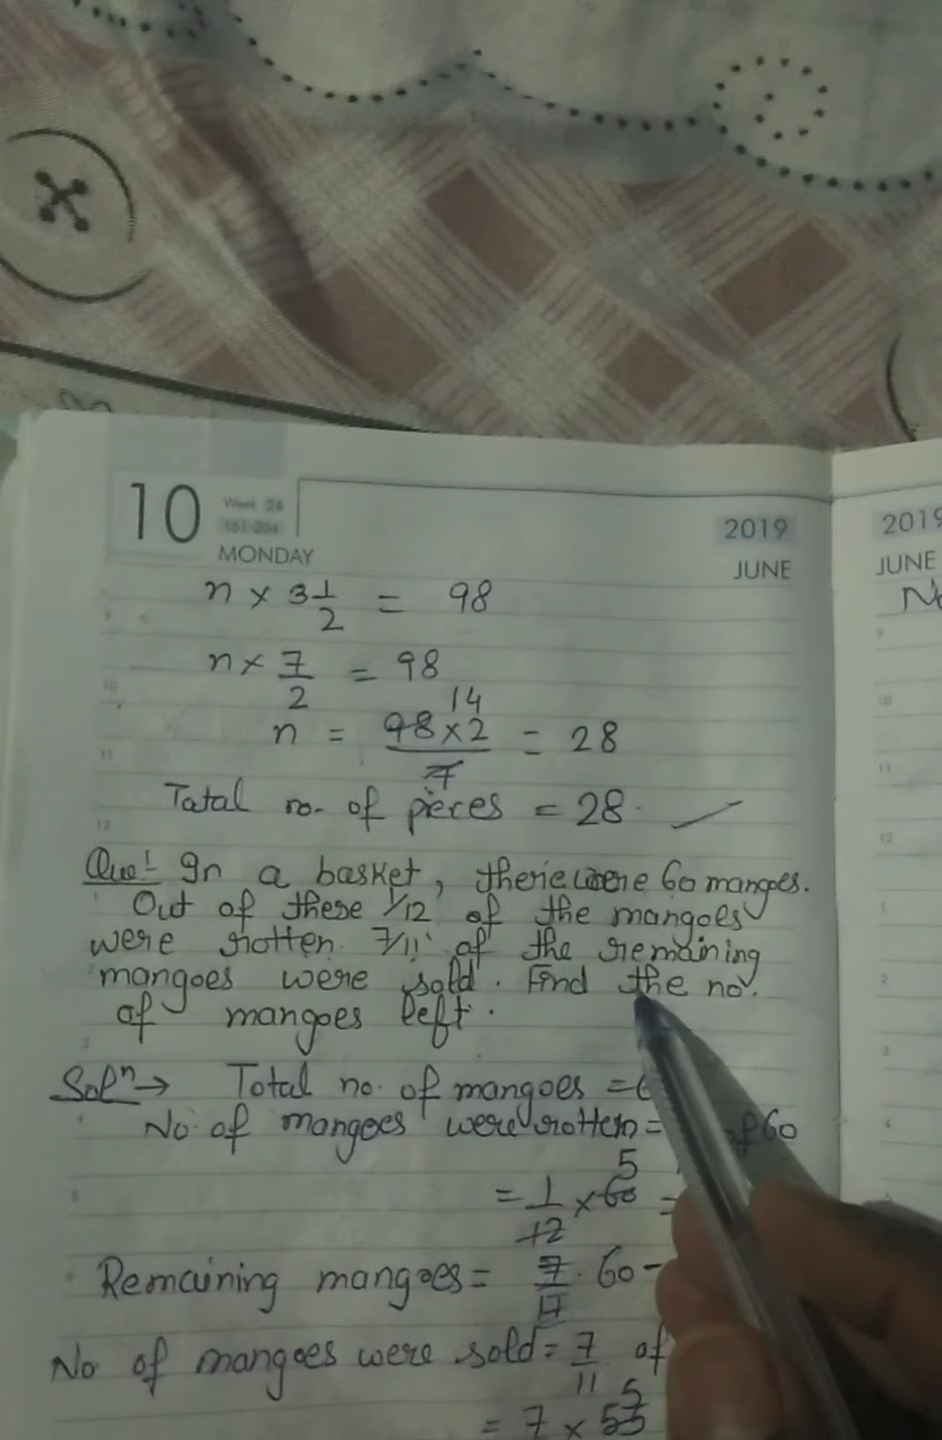 10
Week 24
161-204
MONDAY
2019
JUNE
n × 3 1/2 = 98
n × 7/2 = 98
14
n = 98×2/7 = 28
Tatal no. of pieces = 28.
Que! In a basket, there were 60 mangoes.
Out of these 1/12 of the mangoes
were rotten. 7/11 of the remaining
mangoes were sold. Find the no.
of mangoes left.
Solⁿ → Total no. of mangoes =
No. of mangoes were rotten = of 60
5
= 1/12 × 60 =
Remaining mangoes = 60 -
No of mangoes were sold = 7/11 of
5
= 7 × 55
2019
JUNE